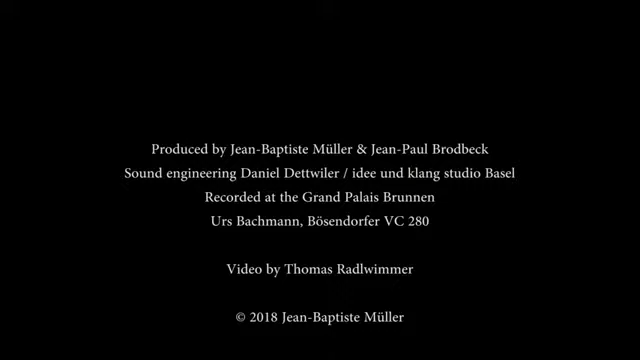 Produced by Jean-Baptiste Müller & Jean-Paul Brodbeck
Sound engineering Daniel Dettwiler / idee und klang studio Basel
Recorded at the Grand Palais Brunnen
Urs Bachmann, Bösendorfer VC 280
Video by Thomas Radlwimmer
© 2018 Jean-Baptiste Müller